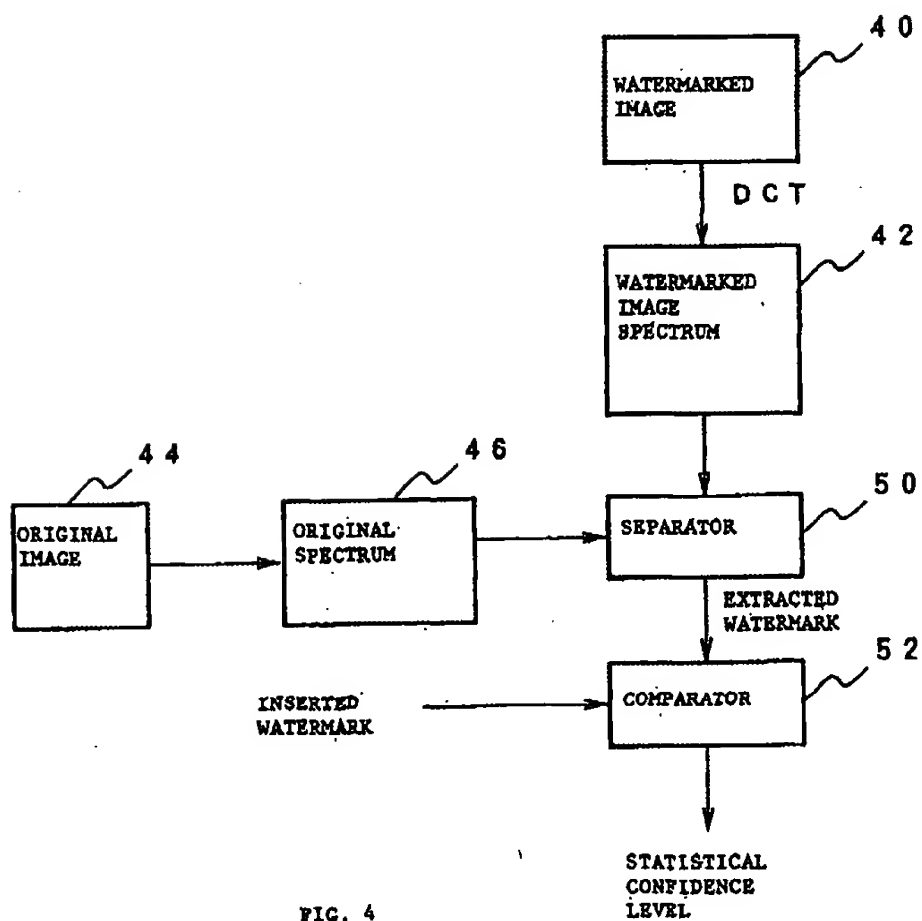 40
WATERMARKED
IMAGE
DCT
42
WATERMARKED
IMAGE
SPECTRUM
44
46
50
ORIGINAL
IMAGE
ORIGINAL
SPECTRUM
SEPARATOR
EXTRACTED
WATERMARK
52
INSERTED
WATERMARK
COMPARATOR
STATISTICAL
CONFIDENCE
LEVEL
FIG. 4